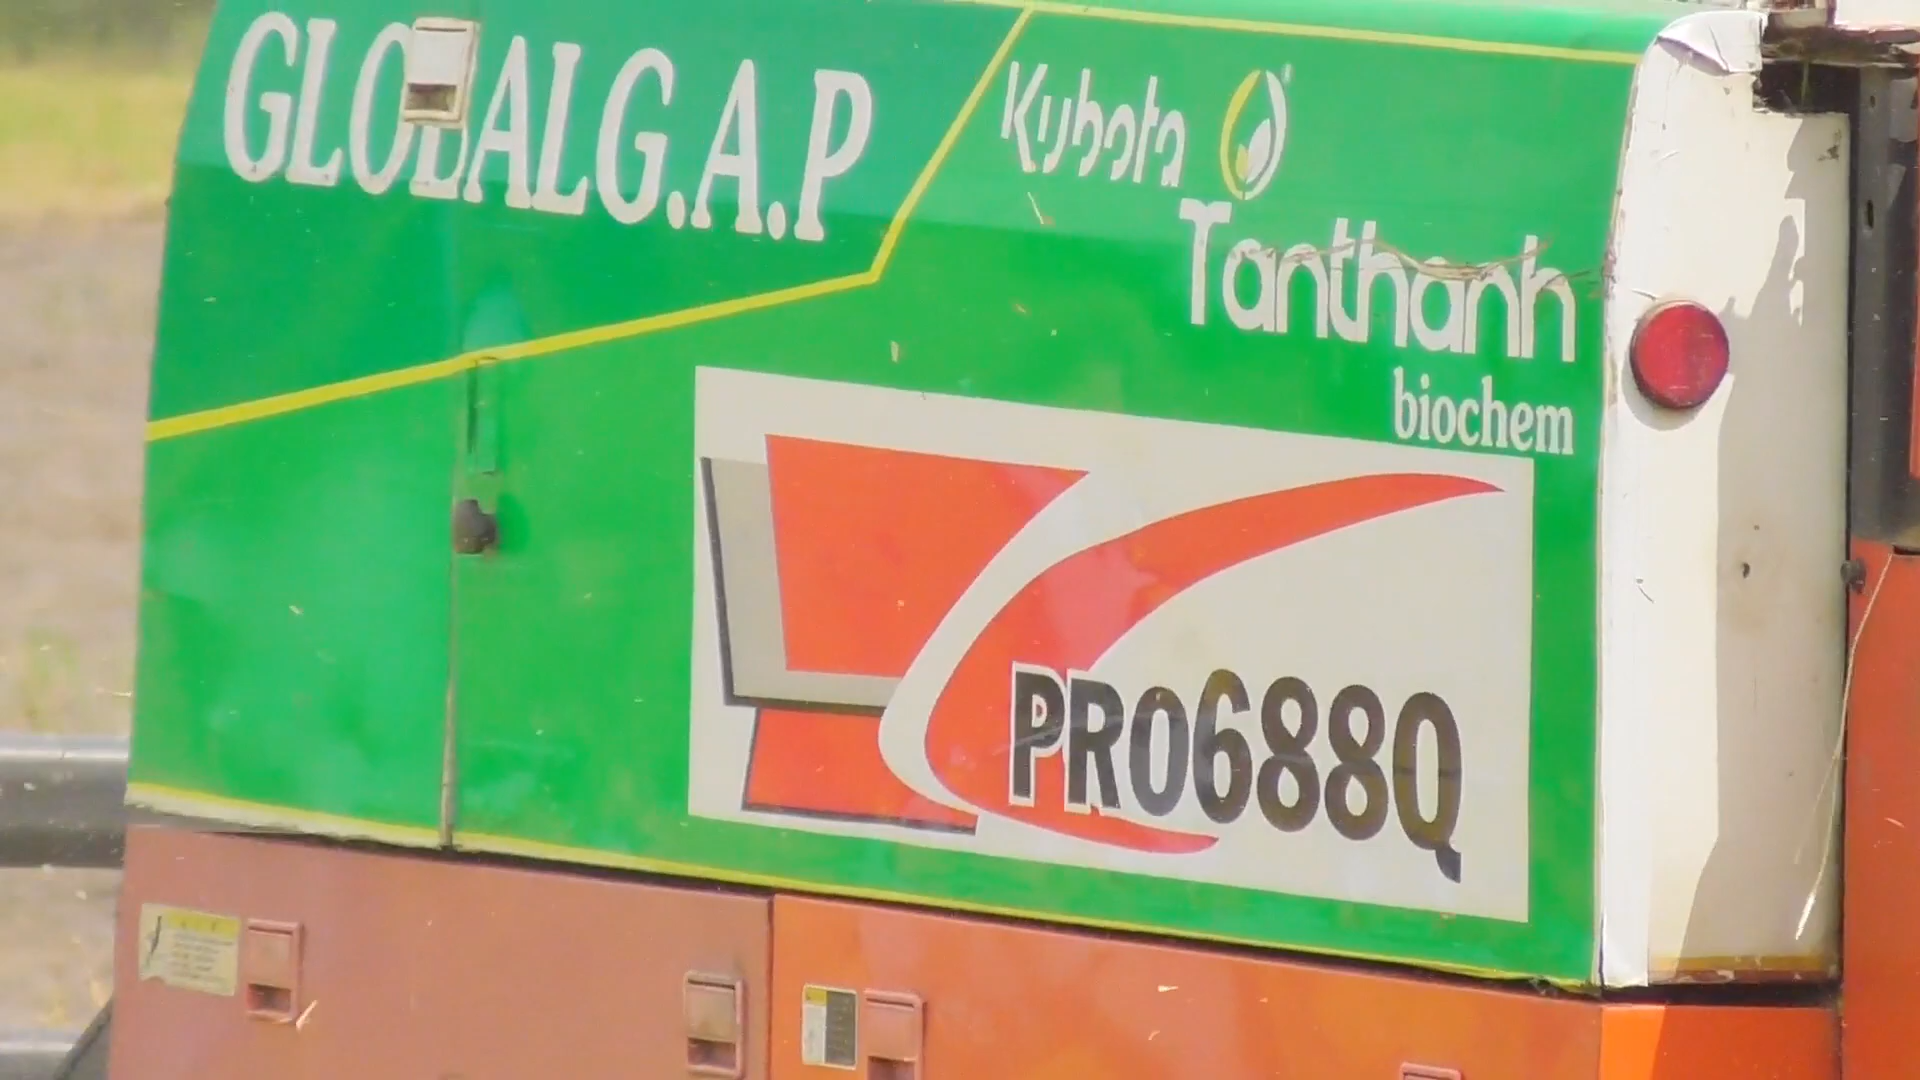 GLOBALG.A.P
Kubota
Tanthanh
biochem
PRO688Q